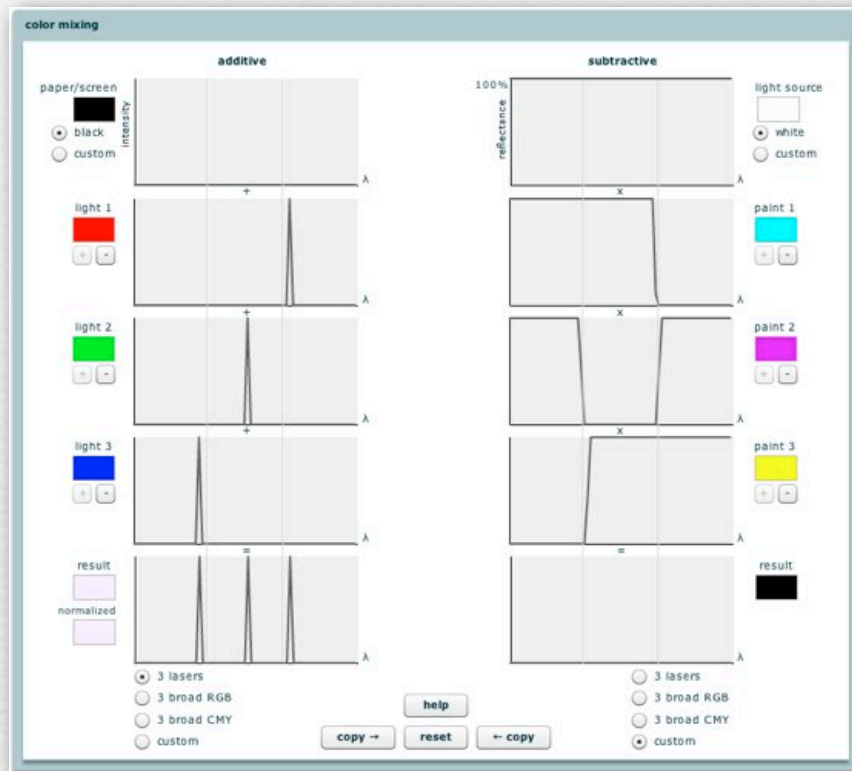 color mixing
additive
subtractive
paper/screen
black
custom
intensity
λ
+
light 1
+ -
λ
+
light 2
+ -
λ
+
light 3
+ -
λ
=
result
normalized
λ
3 lasers
3 broad RGB
3 broad CMY
custom
100%
reflectance
light source
white
custom
λ
x
paint 1
+ -
λ
x
paint 2
+ -
λ
x
paint 3
+ -
λ
=
result
λ
3 lasers
3 broad RGB
3 broad CMY
custom
help
copy → reset ← copy